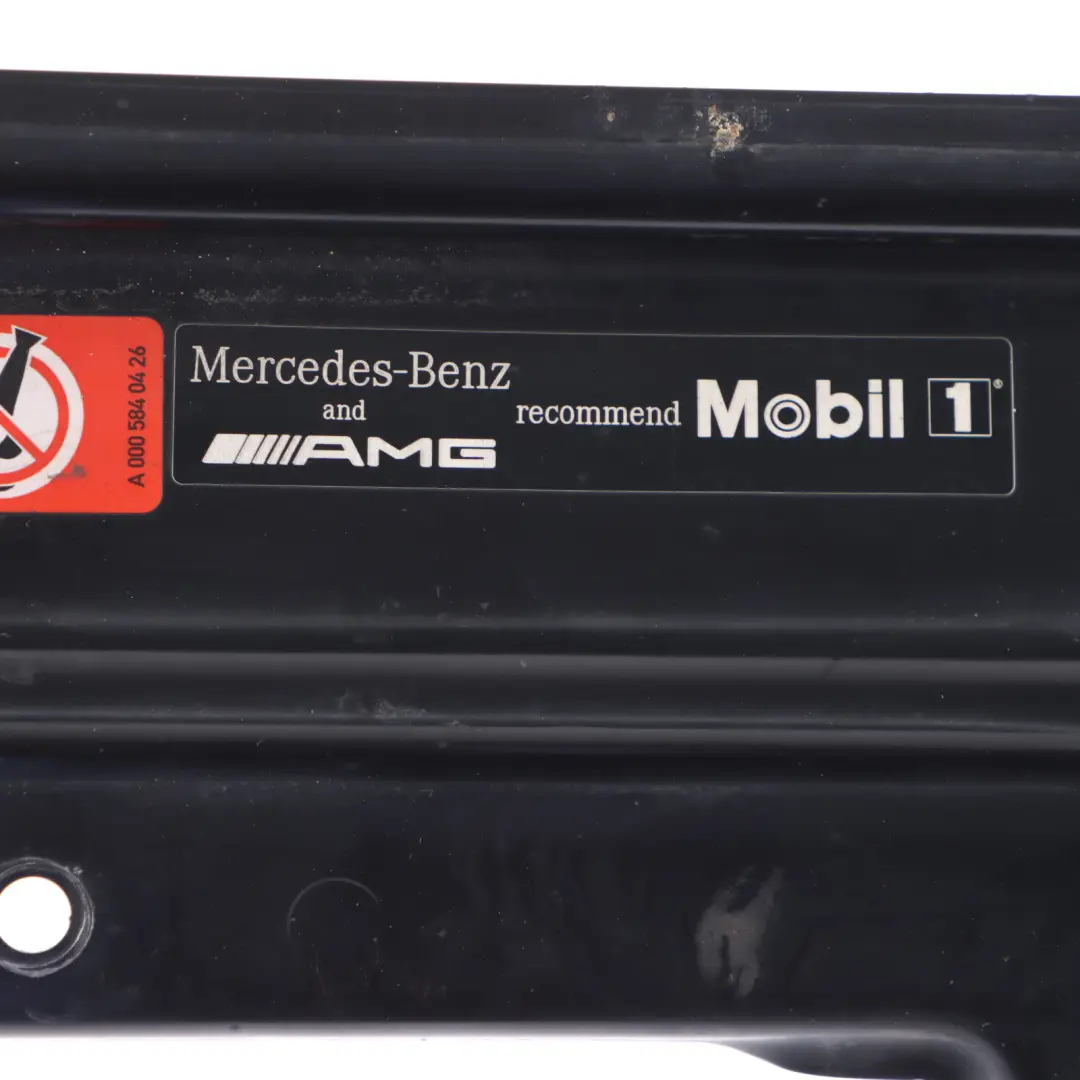 A 000 584 04 26
Mercedes-Benz
and
AMG
recommend Mobil 1®